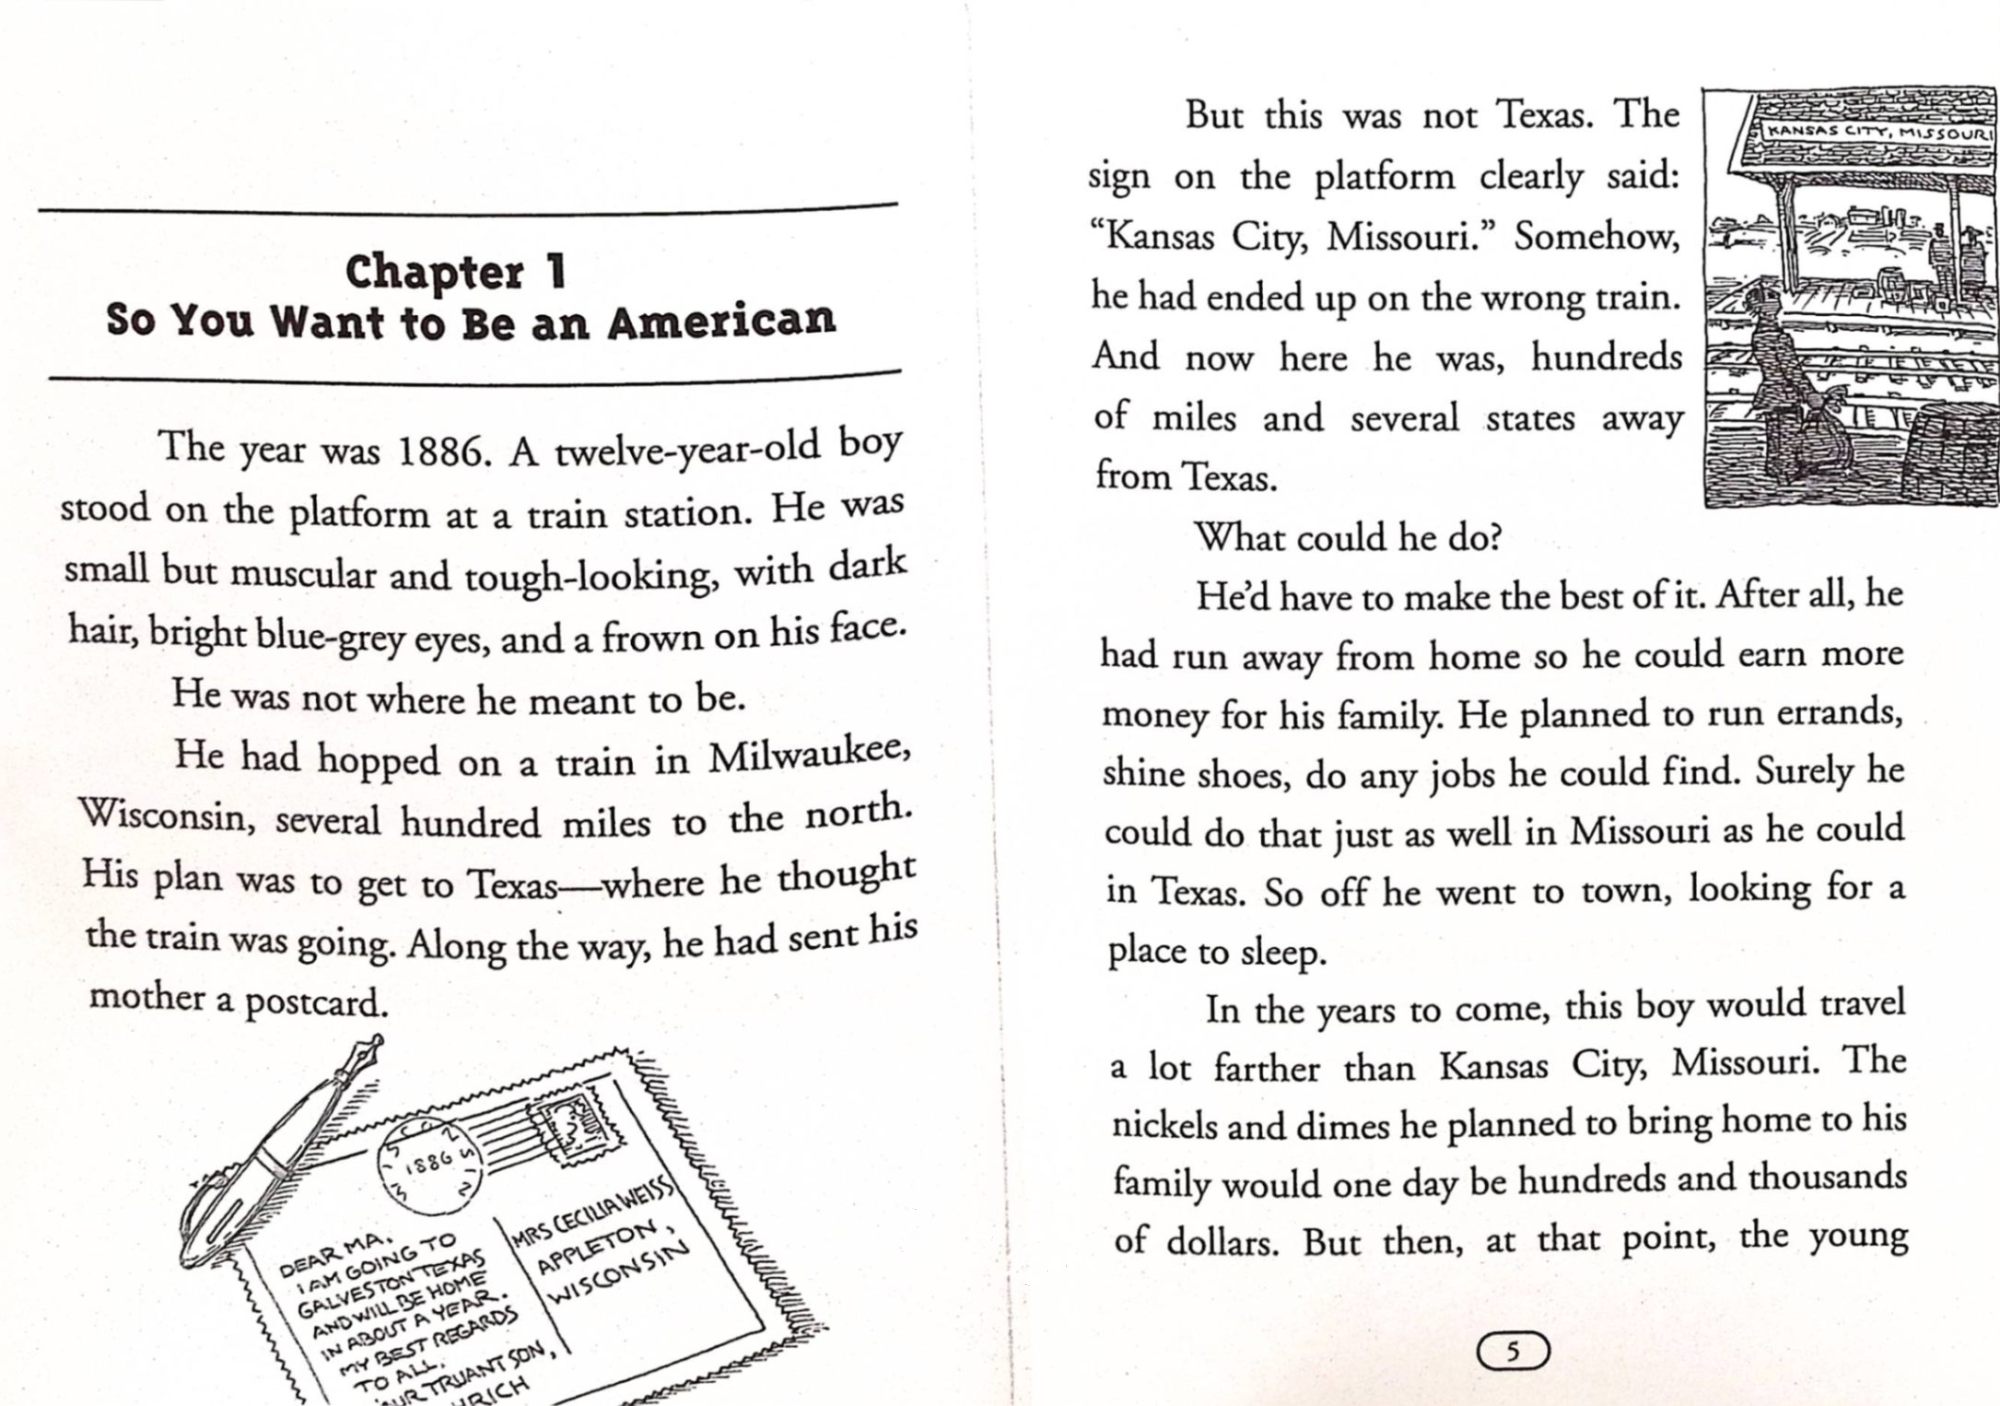 Chapter 1
So You Want to Be an American
The year was 1886. A twelve-year-old boy
stood on the platform at a train station. He was
small but muscular and tough-looking, with dark
hair, bright blue-grey eyes, and a frown on his face.
He was not where he meant to be.
He had hopped on a train in Milwaukee,
Wisconsin, several hundred miles to the north.
His plan was to get to Texas—where he thought
the train was going. Along the way, he had sent his
mother a postcard.
WISCONSIN
1886
DEAR MA,
I AM GOING TO
GALVESTON TEXAS
AND WILL BE HOME
IN ABOUT A YEAR.
MY BEST REGARDS
TO ALL.
TRUANT SON,
MRS CECILIA WEISS
APPLETON,
WISCONSIN
But this was not Texas. The
sign on the platform clearly said:
“Kansas City, Missouri.” Somehow,
he had ended up on the wrong train.
And now here he was, hundreds
of miles and several states away
from Texas.
KANSAS CITY, MISSOURI
What could he do?
He’d have to make the best of it. After all, he
had run away from home so he could earn more
money for his family. He planned to run errands,
shine shoes, do any jobs he could find. Surely he
could do that just as well in Missouri as he could
in Texas. So off he went to town, looking for a
place to sleep.
In the years to come, this boy would travel
a lot farther than Kansas City, Missouri. The
nickels and dimes he planned to bring home to his
family would one day be hundreds and thousands
of dollars. But then, at that point, the young
5